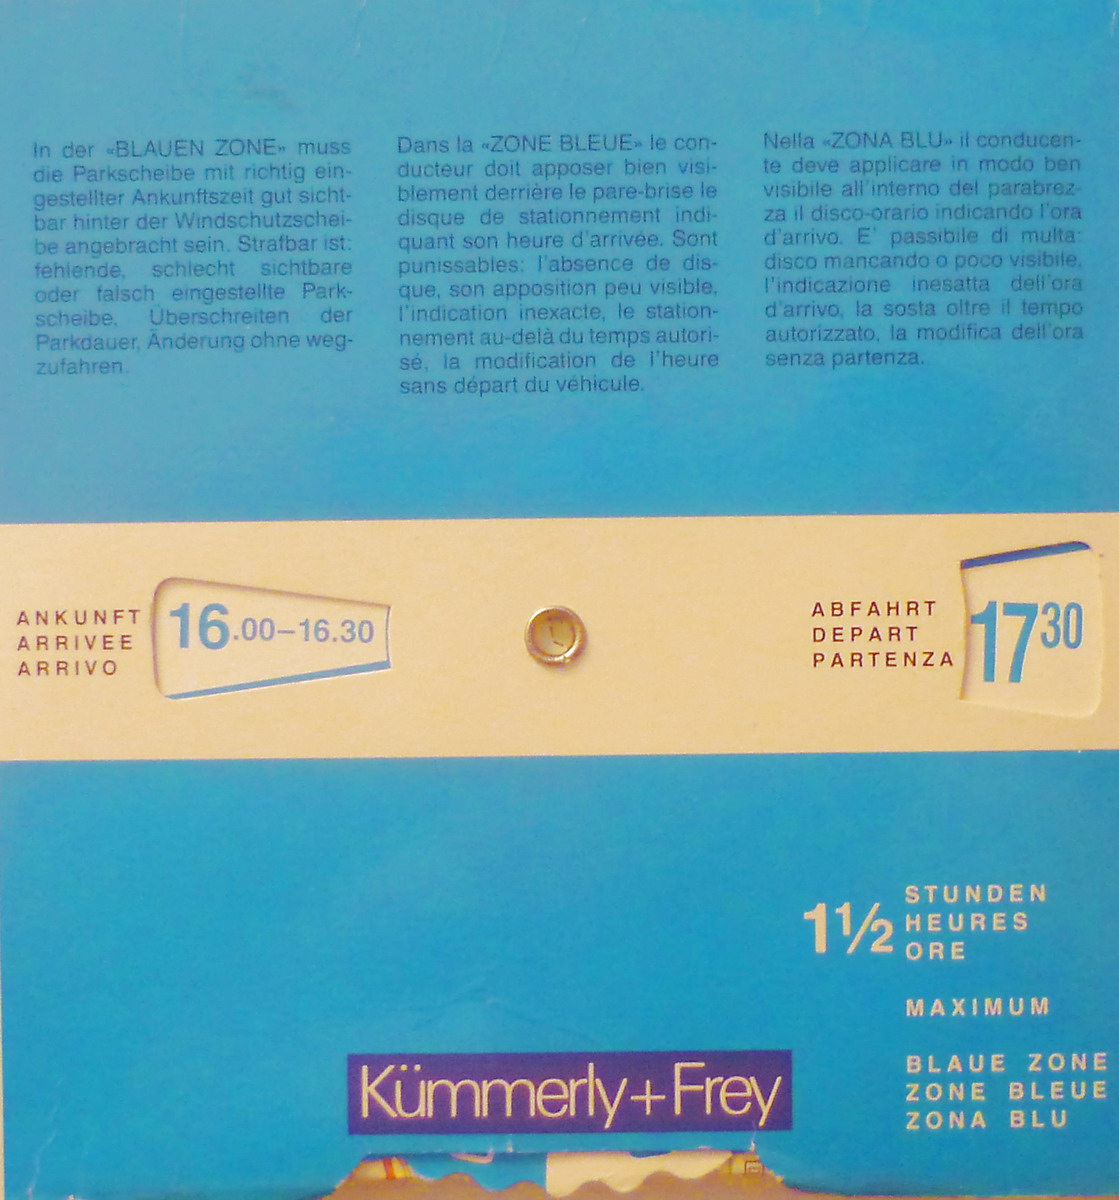 In der «BLAUEN ZONE» muss
die Parkscheibe mit richtig ein-
gestellter Ankunftszeit gut sicht-
bar hinter der Windschutzschei-
be angebracht sein. Strafbar ist:
fehlende, schlecht sichtbare
oder falsch eingestellte Park-
scheibe. Überschreiten der
Parkdauer, Änderung ohne weg-
zufahren.
Dans la «ZONE BLEUE» le con-
ducteur doit apposer bien visi-
blement derrière le pare-brise le
disque de stationnement indi-
quant son heure d'arrivée. Sont
punissables: l'absence de dis-
que, son apposition peu visible,
l'indication inexacte, le station-
nement au-delà du temps autori-
sé, la modification de l'heure
sans départ du véhicule.
Nella «ZONA BLU» il conducen-
te deve applicare in modo ben
visibile all'interno del parabrez-
za il disco-orario indicando l'ora
d'arrivo. E' passibile di multa:
disco mancando o poco visibile,
l'indicazione inesatta dell'ora
d'arrivo, la sosta oltre il tempo
autorizzato, la modifica dell'ora
senza partenza.
ANKUNFT
ARRIVEE
ARRIVO
16.00–16.30
ABFAHRT
DEPART
PARTENZA
17 30
1½
STUNDEN
HEURES
ORE
MAXIMUM
BLAUE ZONE
ZONE BLEUE
ZONA BLU
Kümmerly+Frey